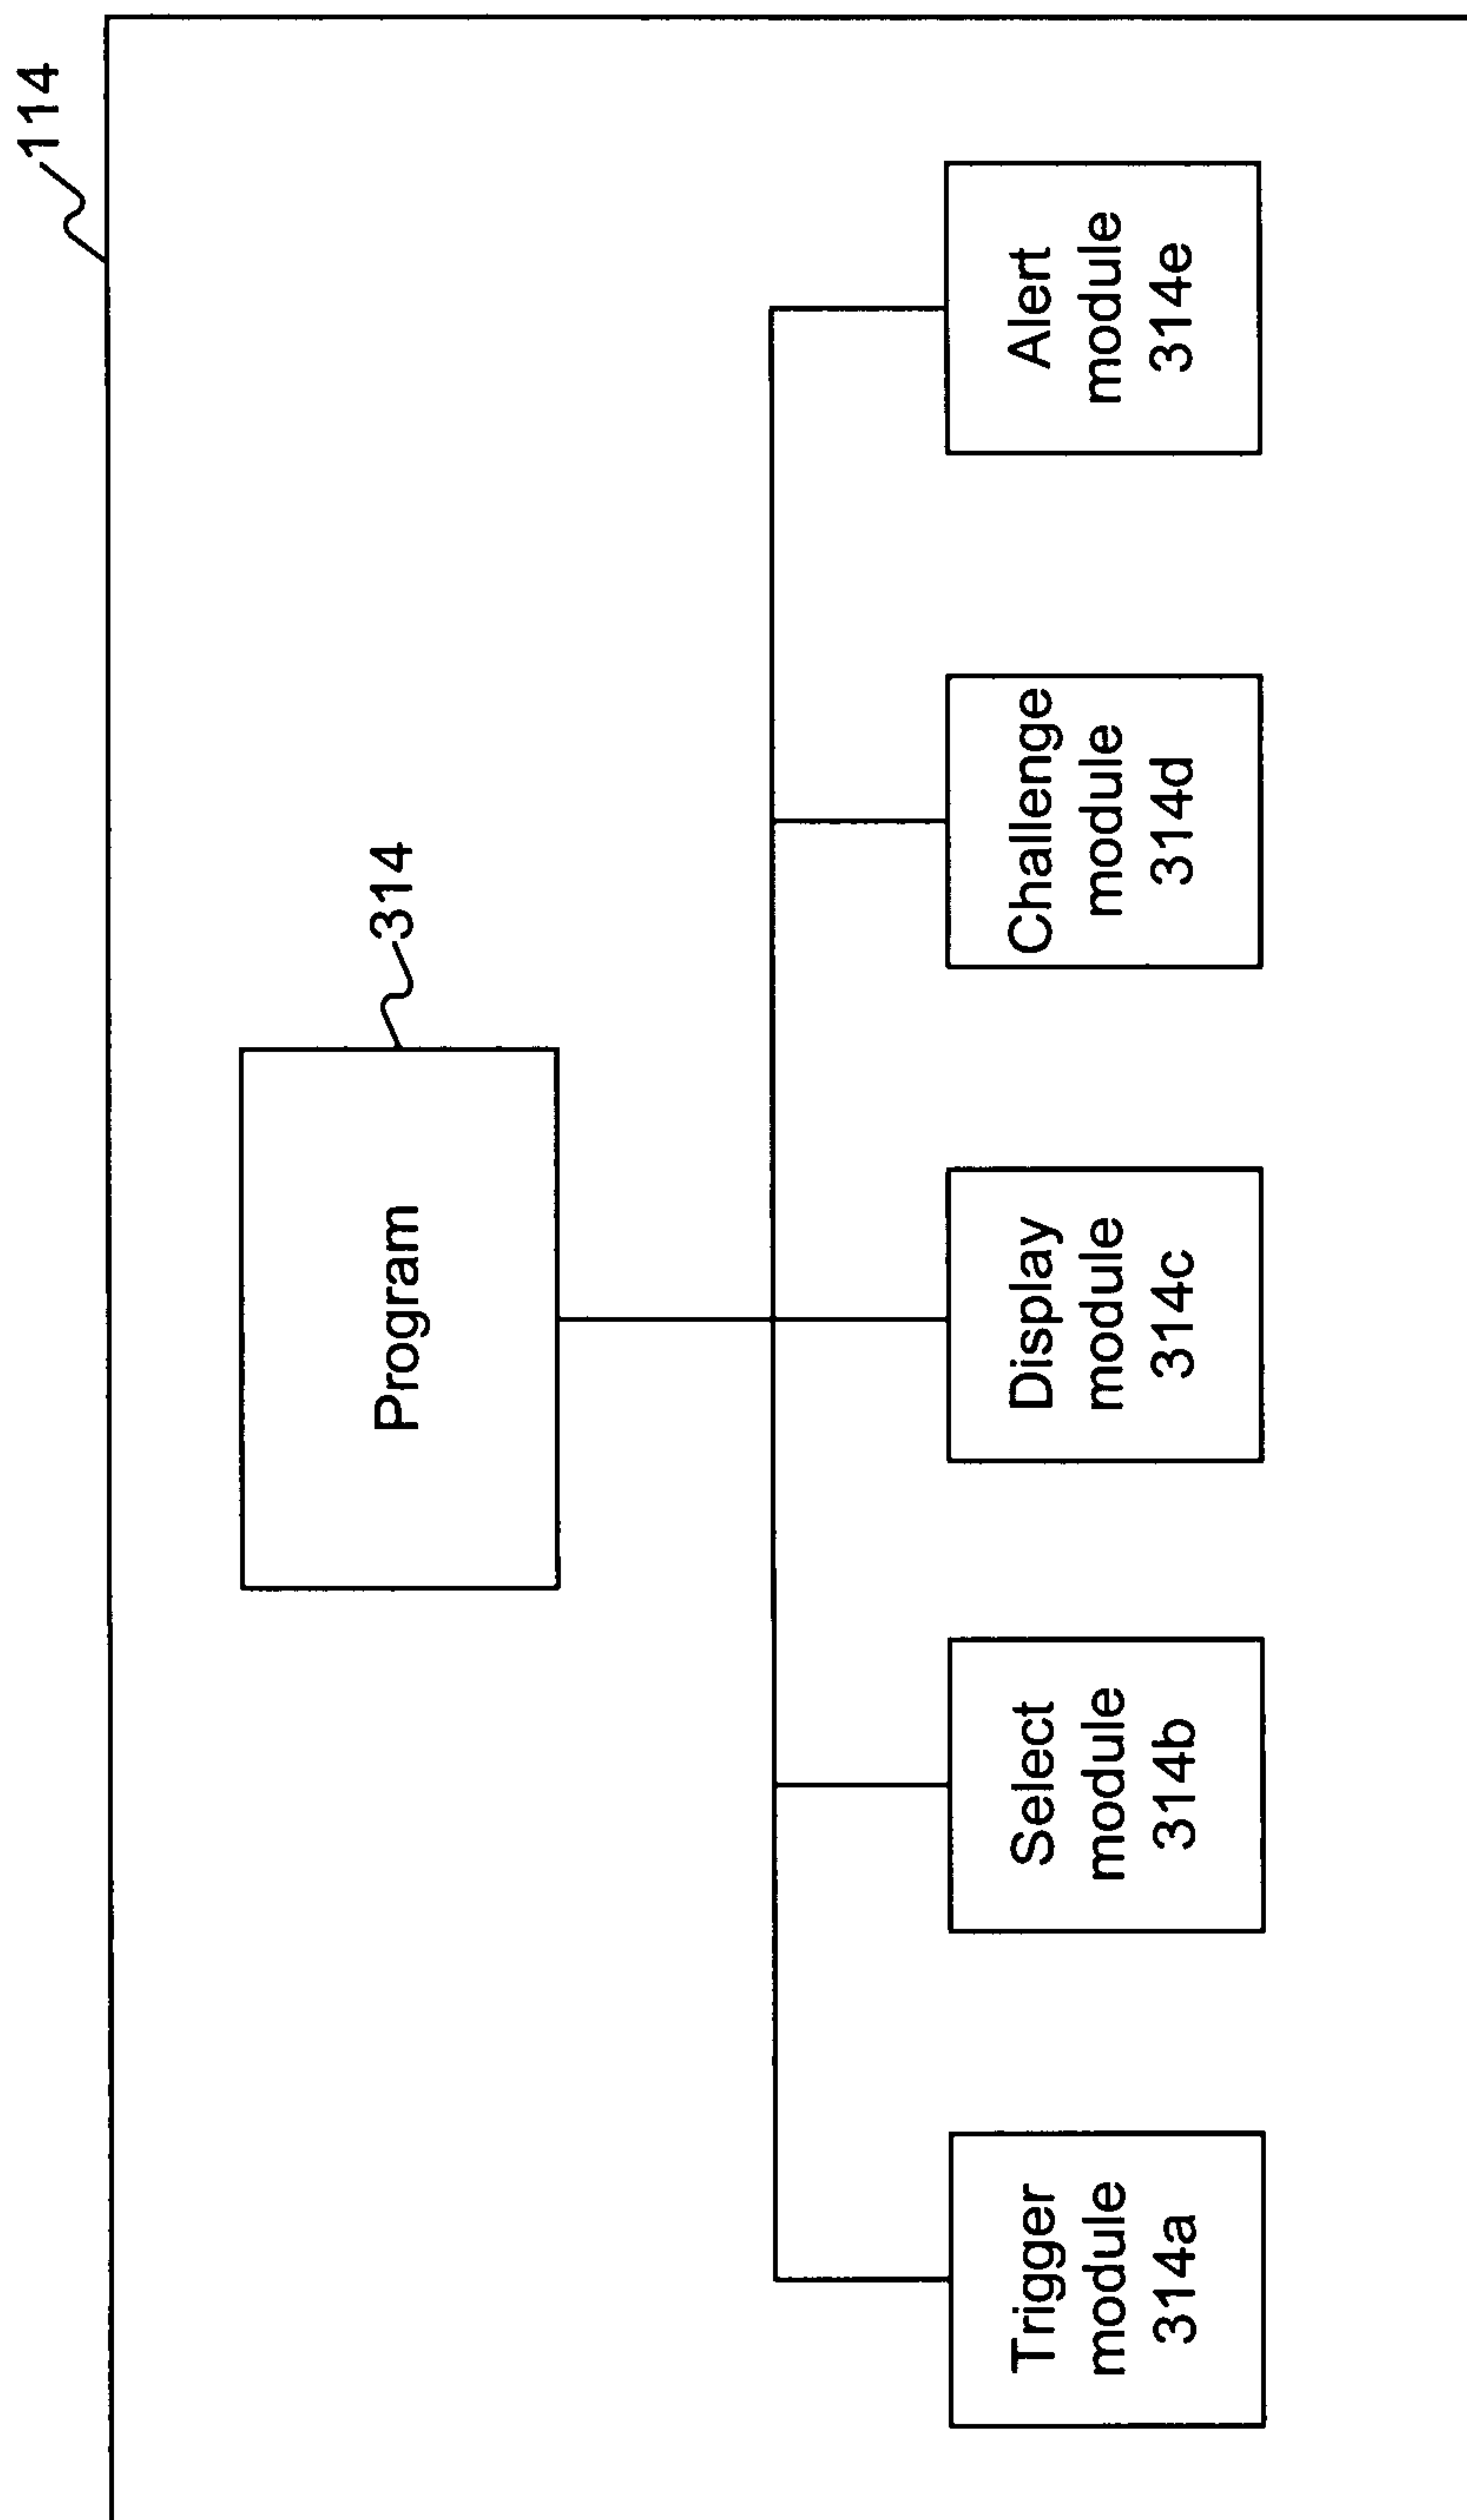 114
Program
314
Trigger
module
314a
Select
module
314b
Display
module
314c
Challenge
module
314d
Alert
module
314e